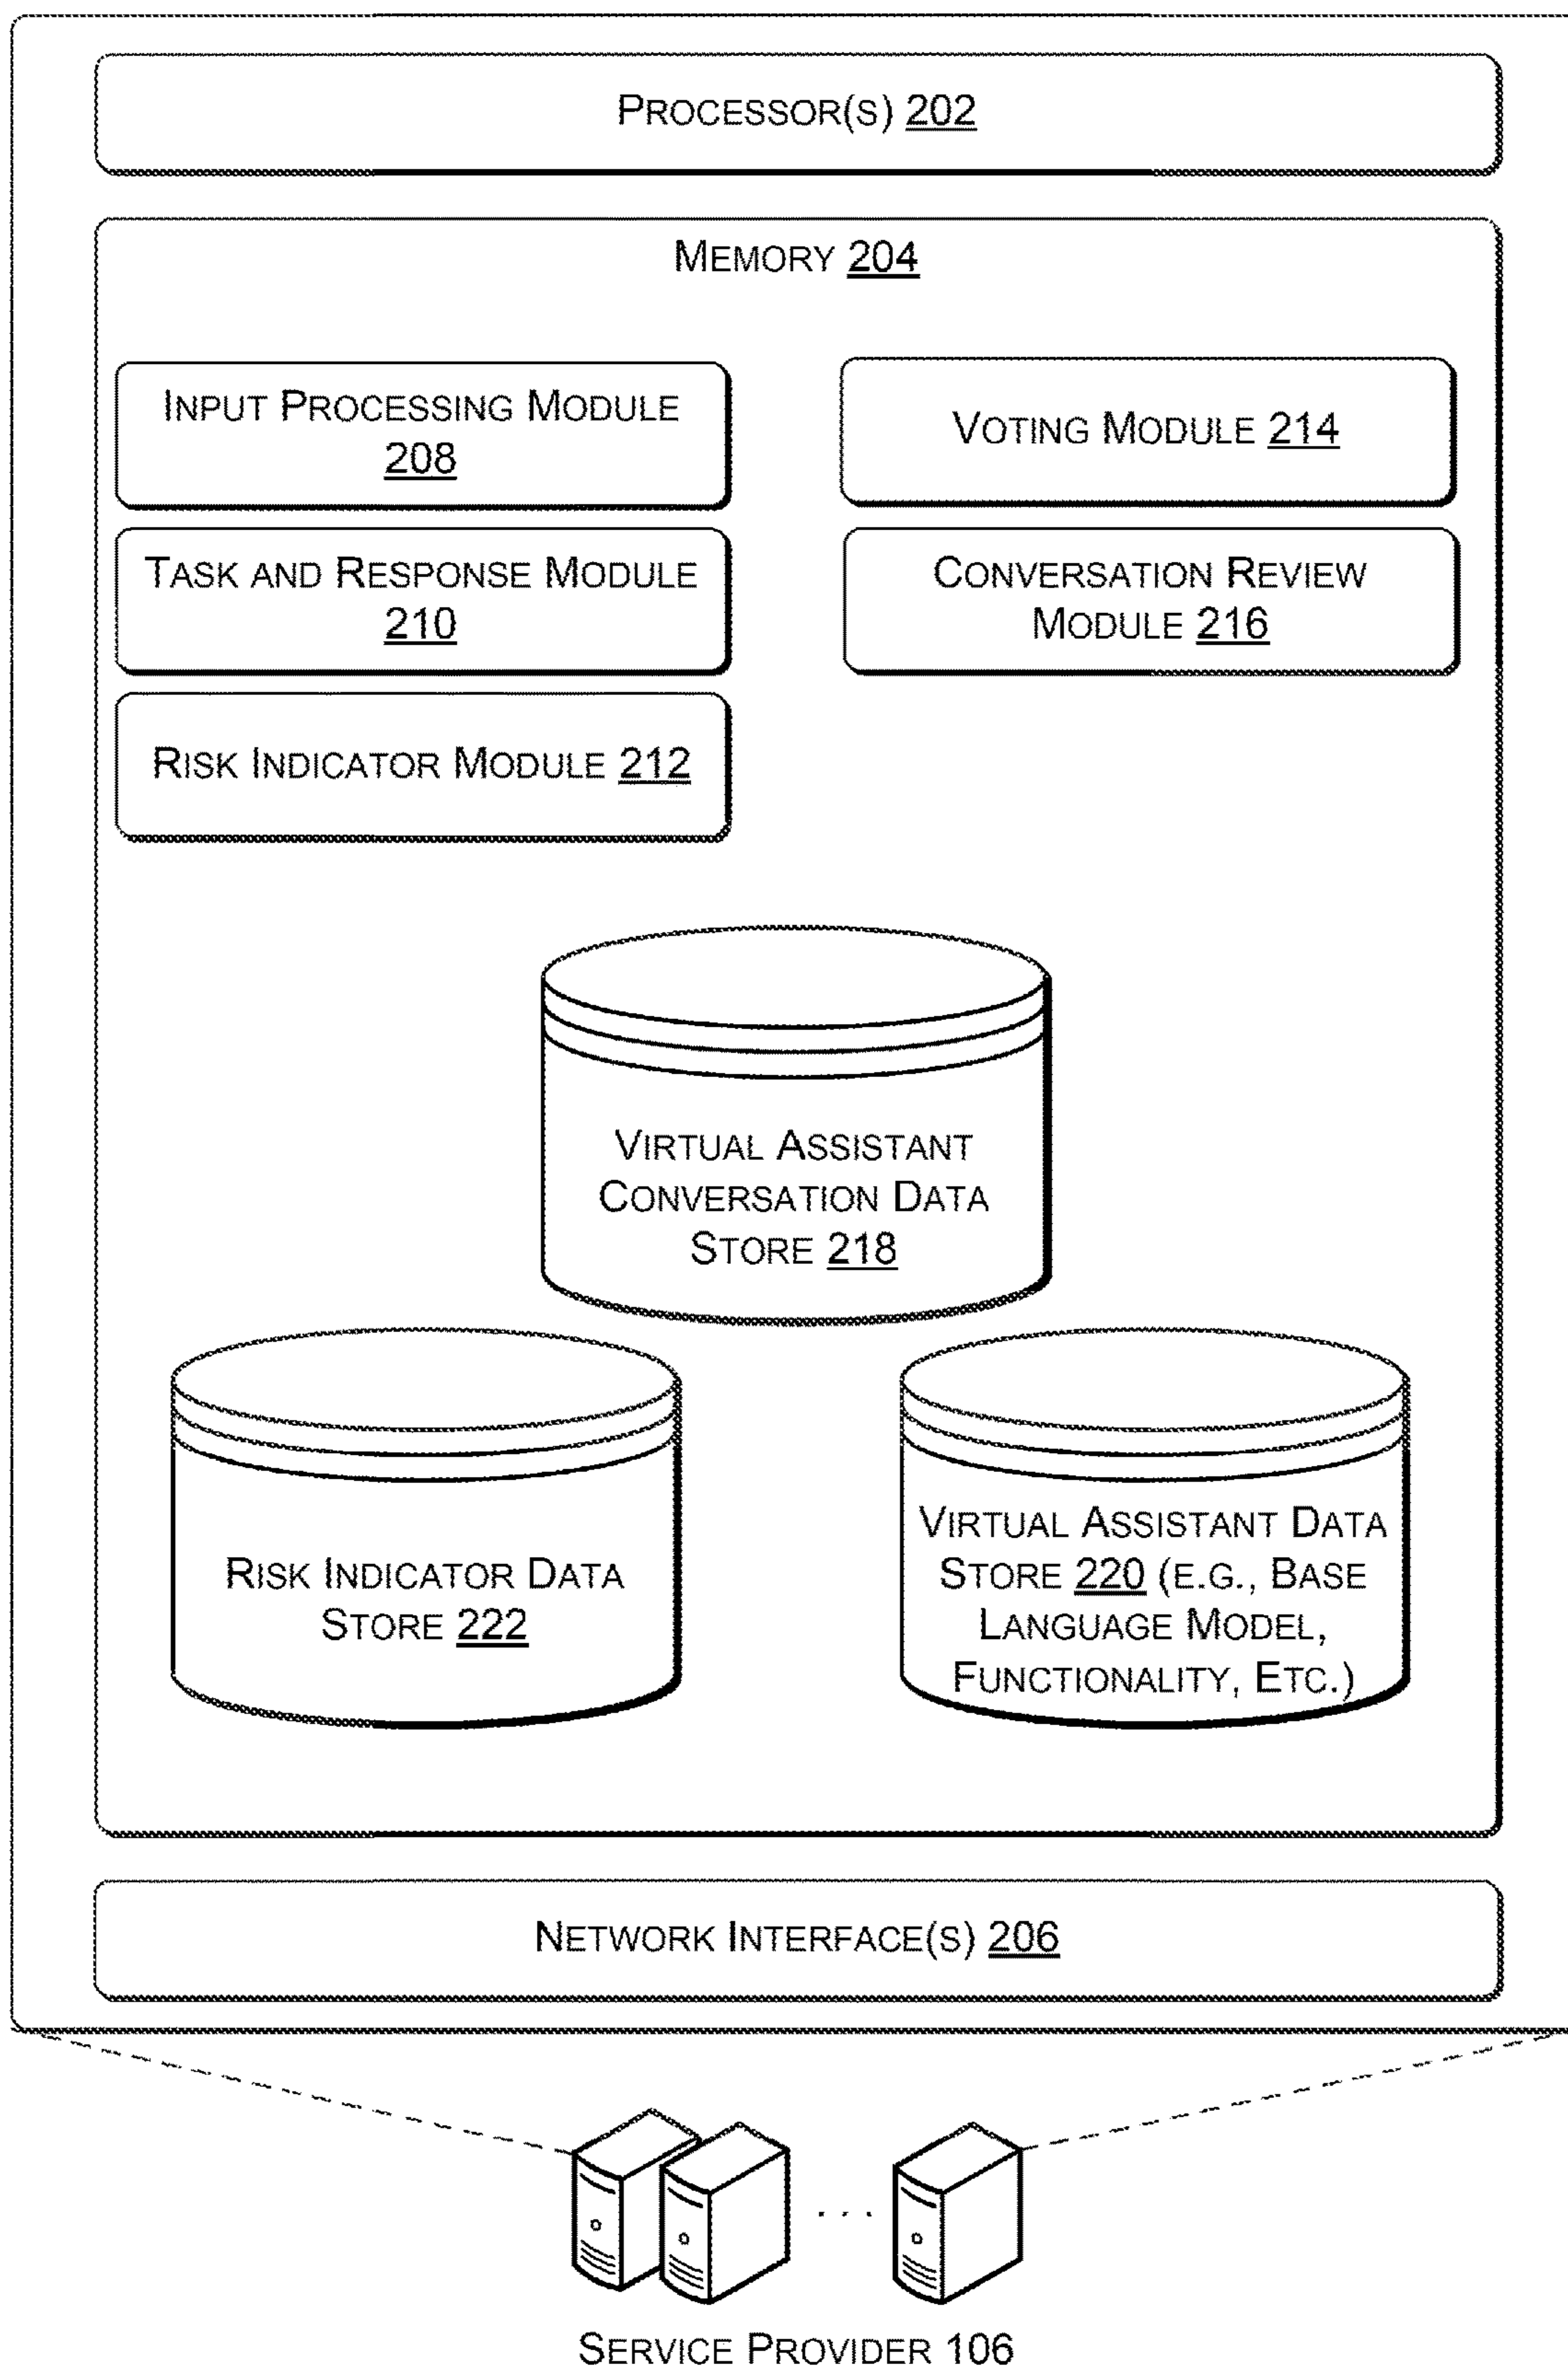 PROCESSOR(S) 202
MEMORY 204
INPUT PROCESSING MODULE
208
VOTING MODULE 214
TASK AND RESPONSE MODULE
210
CONVERSATION REVIEW
MODULE 216
RISK INDICATOR MODULE 212
VIRTUAL ASSISTANT
CONVERSATION DATA
STORE 218
RISK INDICATOR DATA
STORE 222
VIRTUAL ASSISTANT DATA
STORE 220 (E.G., BASE
LANGUAGE MODEL,
FUNCTIONALITY, ETC.)
NETWORK INTERFACE(S) 206
. . .
SERVICE PROVIDER 106